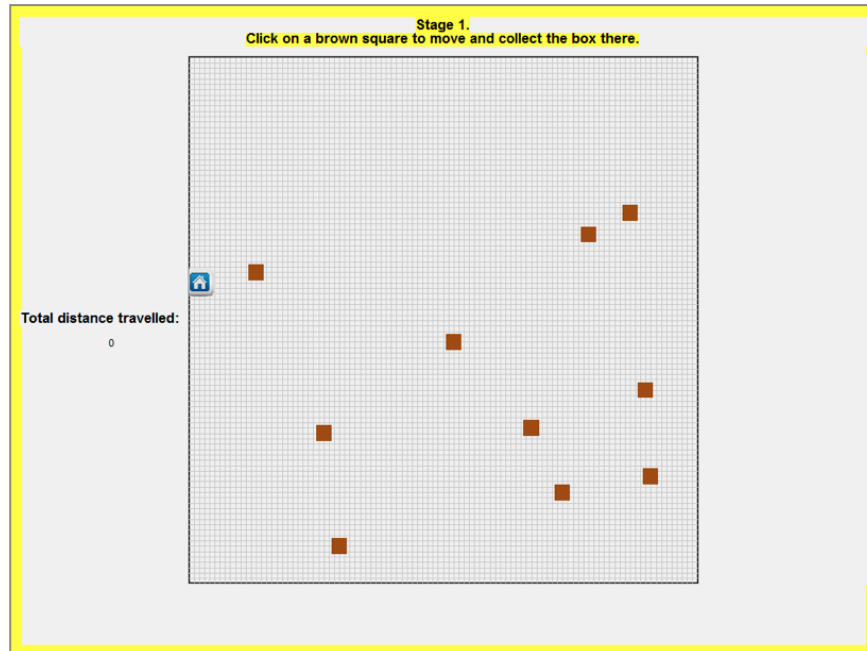 Stage 1.
Click on a brown square to move and collect the box there.
Total distance travelled:
0